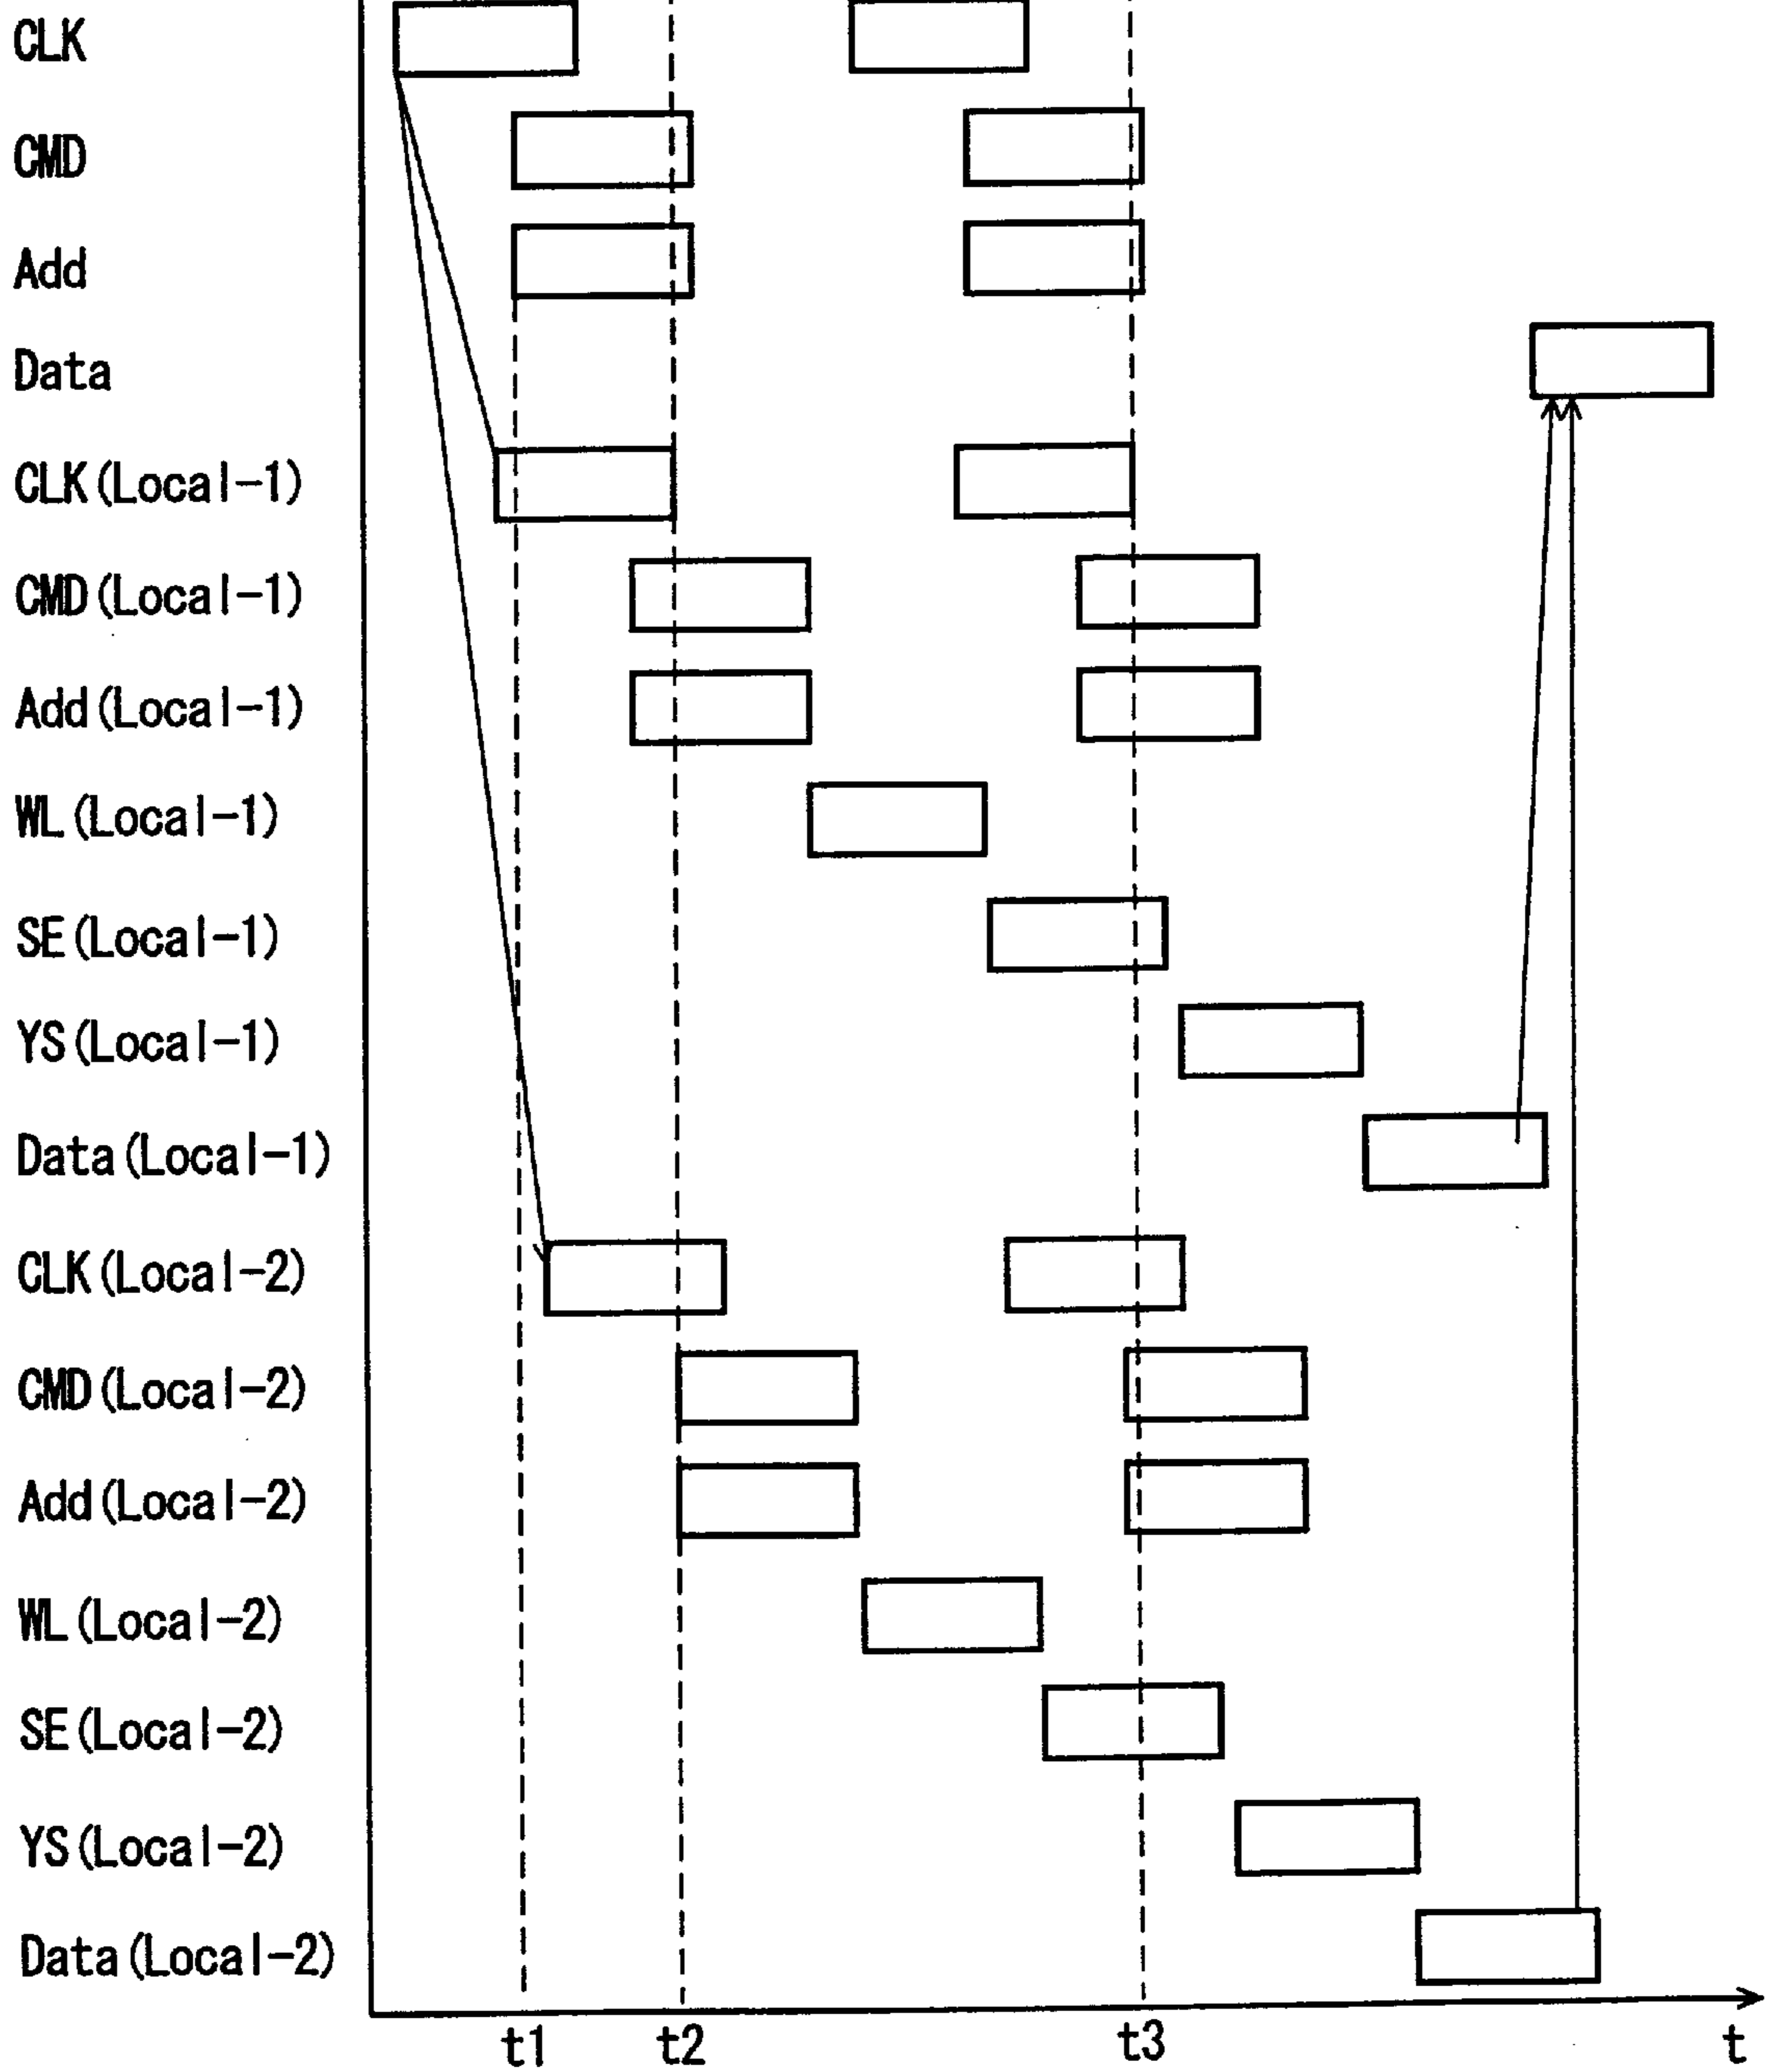 CLK
CMD
Add
Data
CLK(Local-1)
CMD(Local-1)
Add(Local-1)
WL(Local-1)
SE(Local-1)
YS(Local-1)
Data(Local-1)
CLK(Local-2)
CMD(Local-2)
Add(Local-2)
WL(Local-2)
SE(Local-2)
YS(Local-2)
Data(Local-2)
t1 t2 t3 t